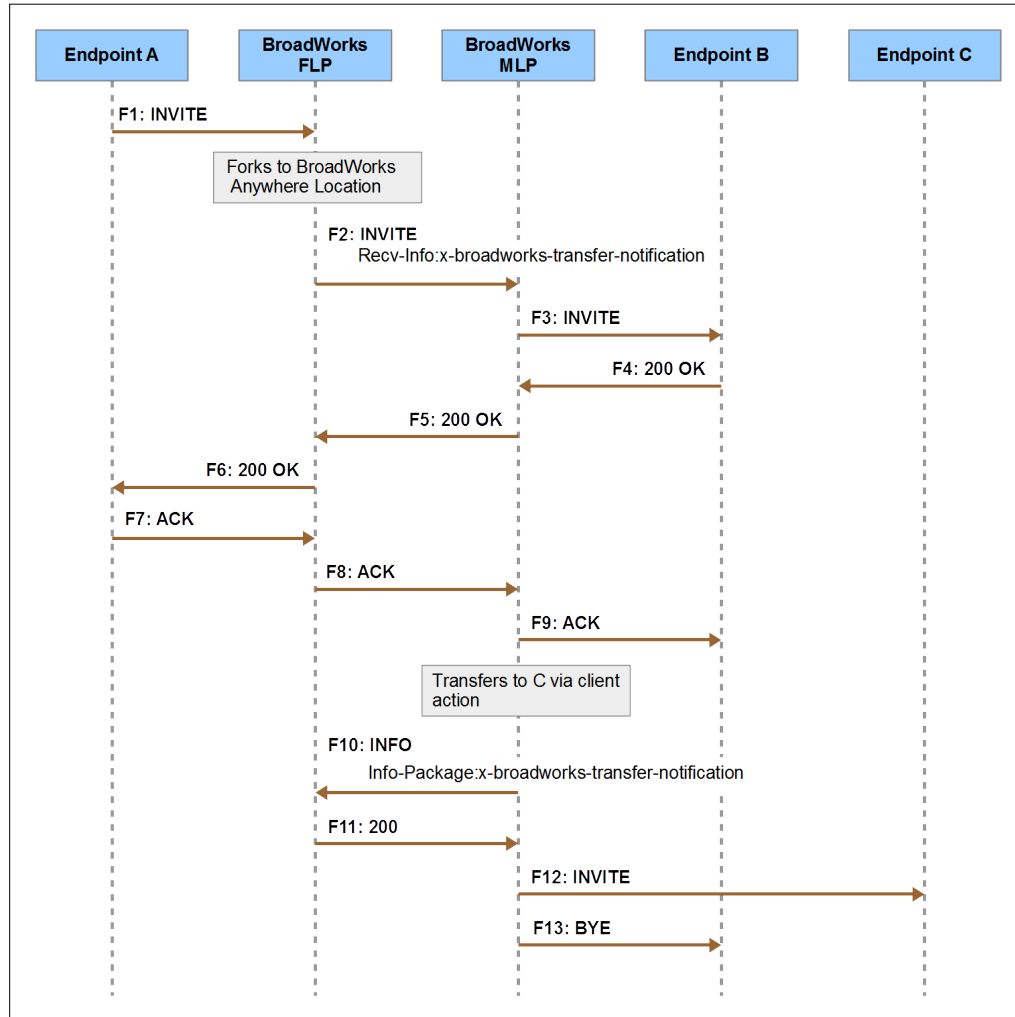 Endpoint A
BroadWorks
FLP
BroadWorks
MLP
Endpoint B
Endpoint C
F1: INVITE
Forks to BroadWorks
Anywhere Location
F2: INVITE
Recv-Info:x-broadworks-transfer-notification
F3: INVITE
F4: 200 OK
F5: 200 OK
F6: 200 OK
F7: ACK
F8: ACK
F9: ACK
Transfers to C via client
action
F10: INFO
Info-Package:x-broadworks-transfer-notification
F11: 200
F12: INVITE
F13: BYE